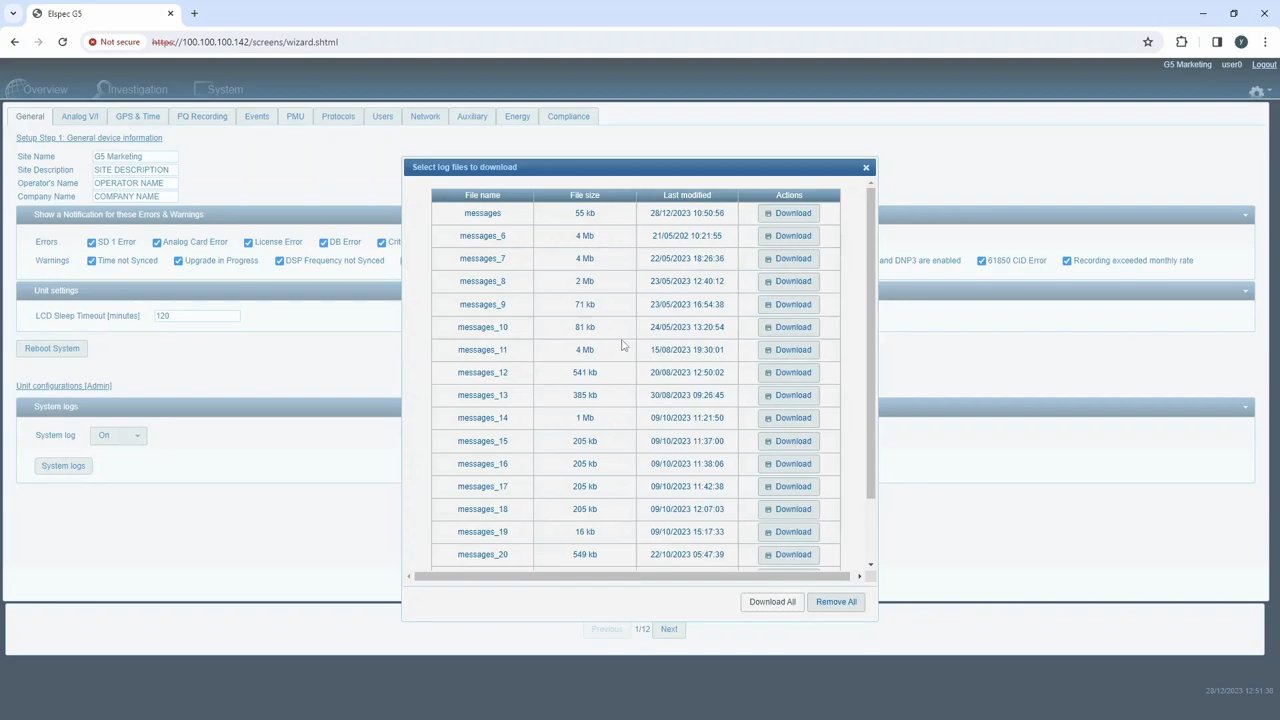 Elspec G5
Not secure https://100.100.100.142/screens/wizard.shtml
G5 Marketing user0 Logout
Overview Investigation System
General Analog V/I GPS & Time PQ Recording Events PMU Protocols Users Network Auxiliary Energy Compliance
Setup Step 1: General device information
Site Name G5 Marketing
Site Description SITE DESCRIPTION
Operator's Name OPERATOR NAME
Company Name COMPANY NAME
Show a Notification for these Errors & Warnings
Errors SD 1 Error Analog Card Error License Error DB Error Crit
Warnings Time not Synced Upgrade in Progress DSP Frequency not Synced and DNP3 are enabled 61850 CID Error Recording exceeded monthly rate
Unit settings
LCD Sleep Timeout [minutes] 120
Reboot System
Unit configurations [Admin]
System logs
System log On
System logs
Select log files to download
File name File size Last modified Actions
messages 55 kb 28/12/2023 10:50:56 Download
messages_6 4 Mb 21/05/202 10:21:55 Download
messages_7 4 Mb 22/05/2023 18:26:36 Download
messages_8 2 Mb 23/05/2023 12:40:12 Download
messages_9 71 kb 23/05/2023 16:54:38 Download
messages_10 81 kb 24/05/2023 13:20:54 Download
messages_11 4 Mb 15/08/2023 19:30:01 Download
messages_12 541 kb 20/08/2023 12:50:02 Download
messages_13 385 kb 30/08/2023 09:26:45 Download
messages_14 1 Mb 09/10/2023 11:21:50 Download
messages_15 205 kb 09/10/2023 11:37:00 Download
messages_16 205 kb 09/10/2023 11:38:06 Download
messages_17 205 kb 09/10/2023 11:42:38 Download
messages_18 205 kb 09/10/2023 12:07:03 Download
messages_19 16 kb 09/10/2023 15:17:33 Download
messages_20 549 kb 22/10/2023 05:47:39 Download
Download All Remove All
Previous 1/12 Next
28/12/2023 12:51:38